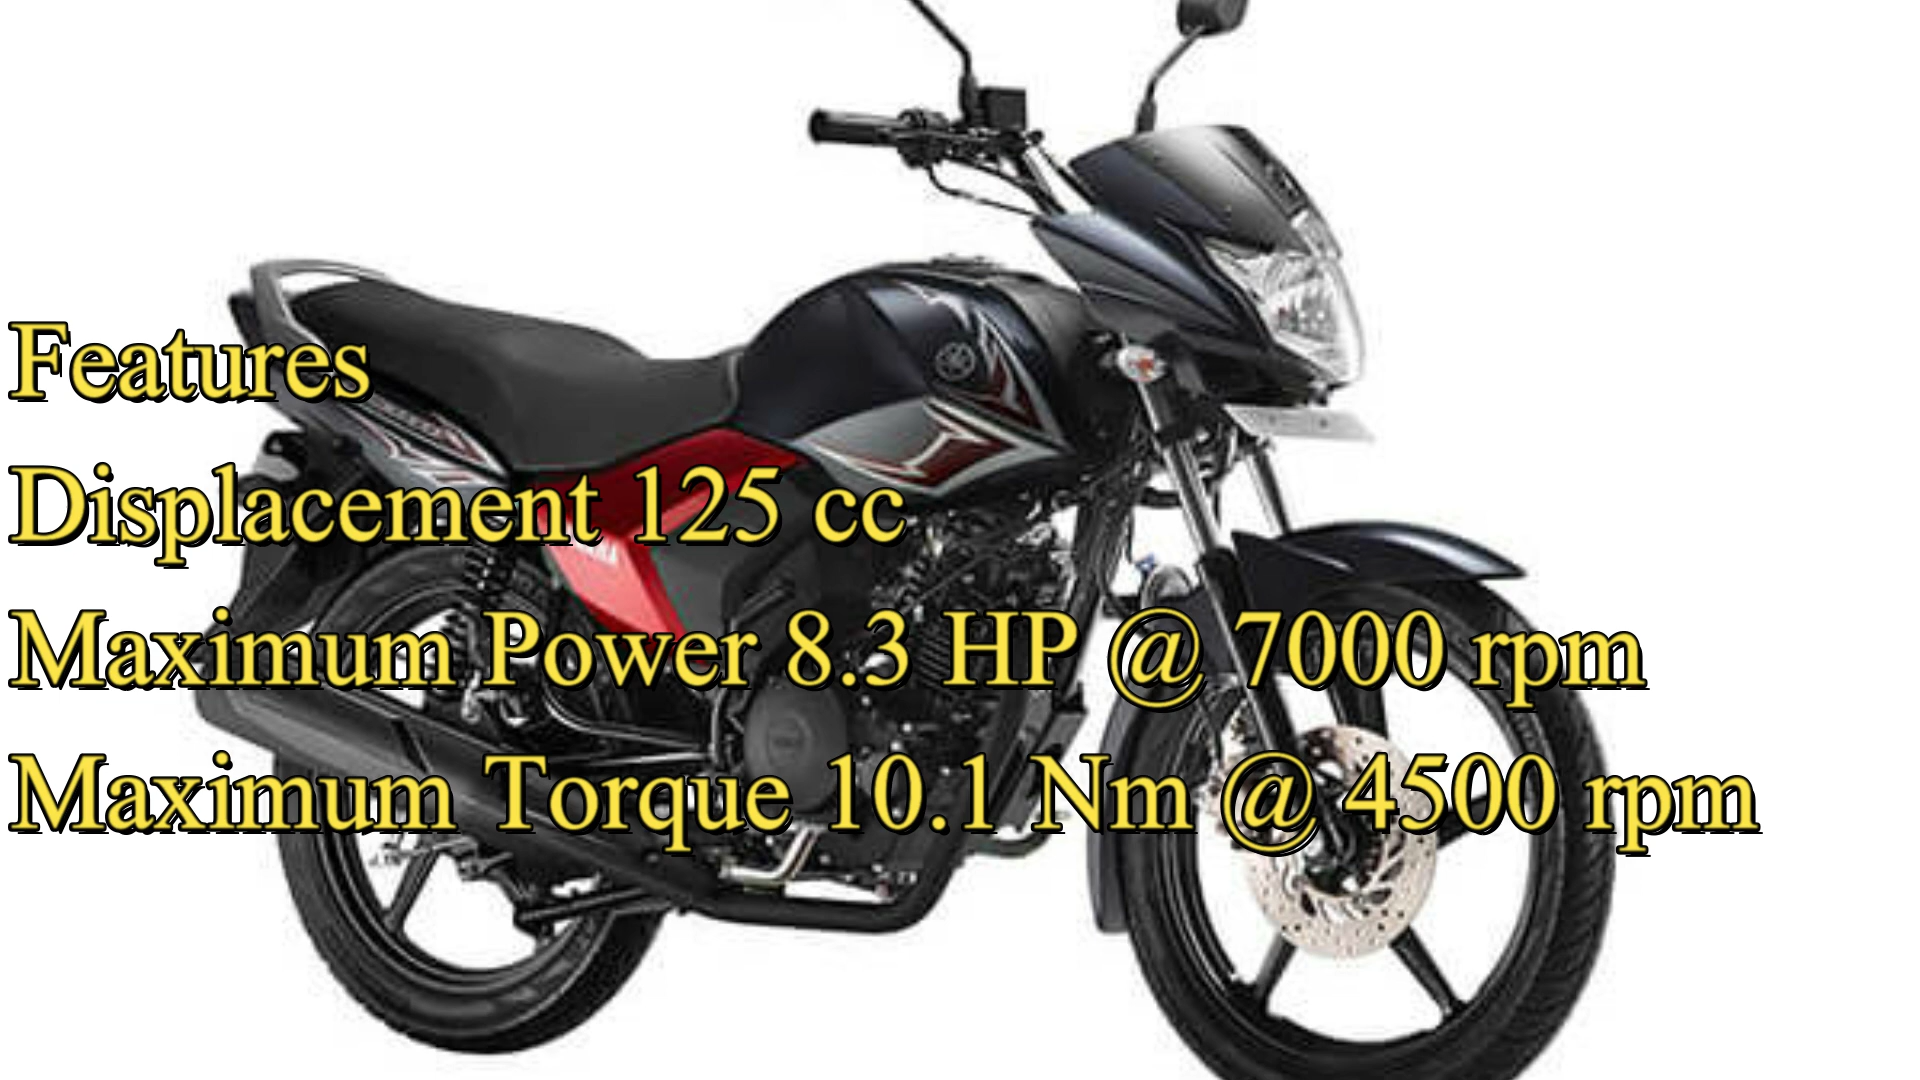 Features
Displacement 125 cc
Maximum Power 8.3 HP @ 7000 rpm
Maximum Torque 10.1 Nm @ 4500 rpm